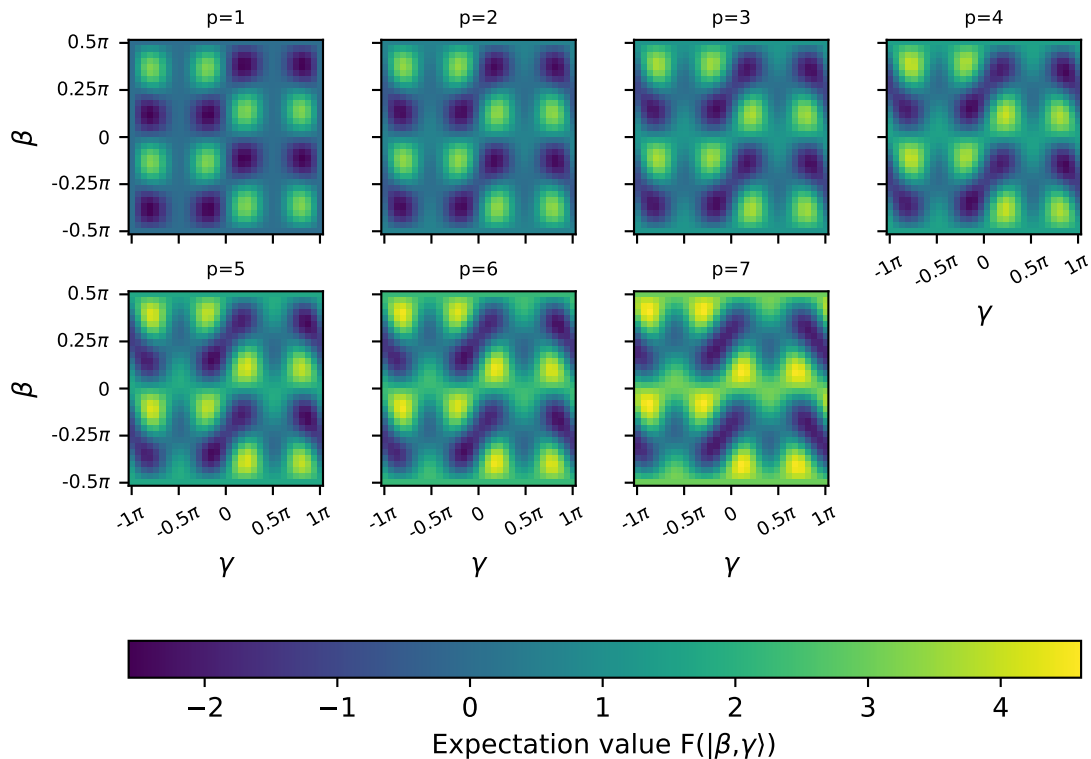 p=1 p=2 p=3 p=4
0.5π
0.25π
0
-0.25π
-0.5π
β
-1π -0.5π 0 0.5π 1π
γ
p=5 p=6 p=7
0.5π
0.25π
0
-0.25π
-0.5π
β
-1π -0.5π 0 0.5π 1π -1π -0.5π 0 0.5π 1π -1π -0.5π 0 0.5π 1π
γ γ γ
−2 −1 0 1 2 3 4
Expectation value F(|β,γ⟩)